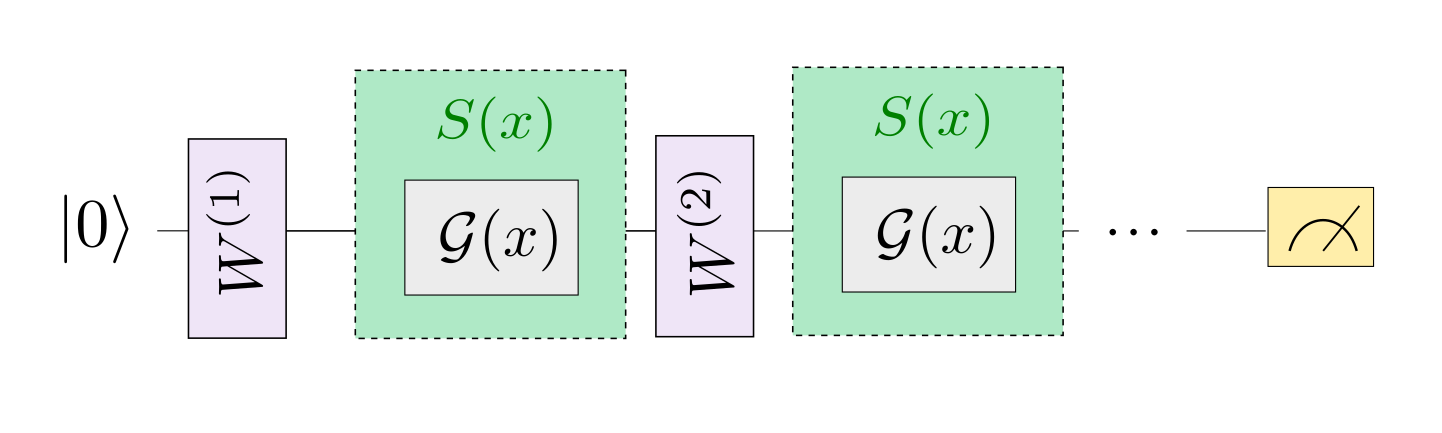 |0⟩ W⁽¹⁾ S(x) 𝒢(x) W⁽²⁾ S(x) 𝒢(x) ⋯